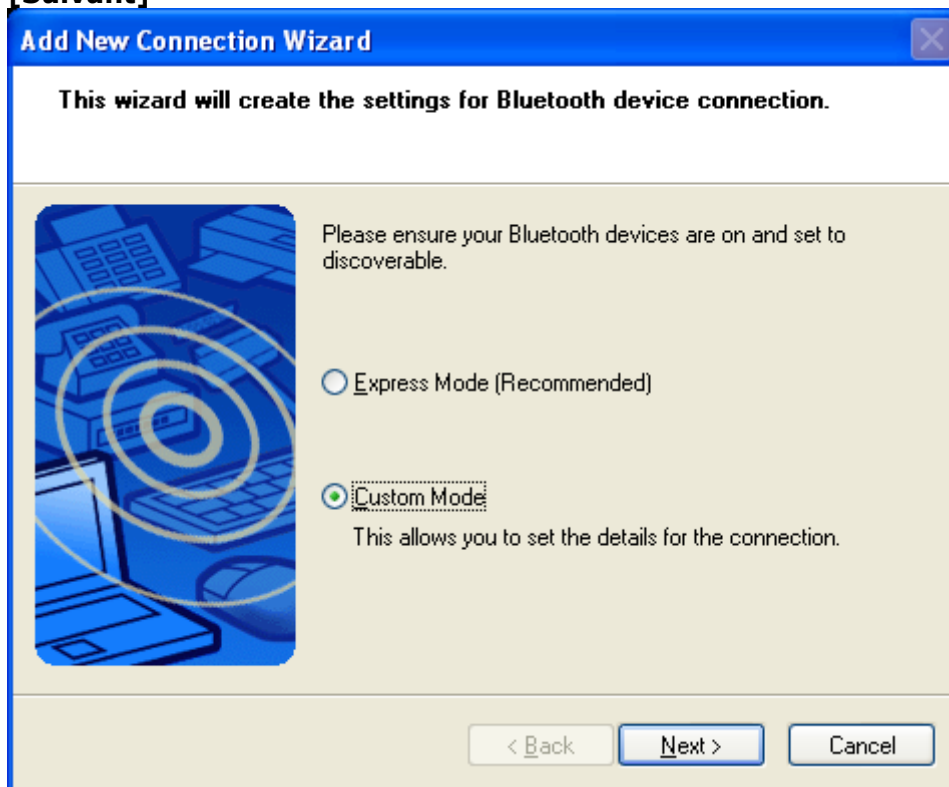 [Suivant]
Add New Connection Wizard
This wizard will create the settings for Bluetooth device connection.
Please ensure your Bluetooth devices are on and set to
discoverable.
Express Mode (Recommended)
Custom Mode
This allows you to set the details for the connection.
< Back
Next >
Cancel